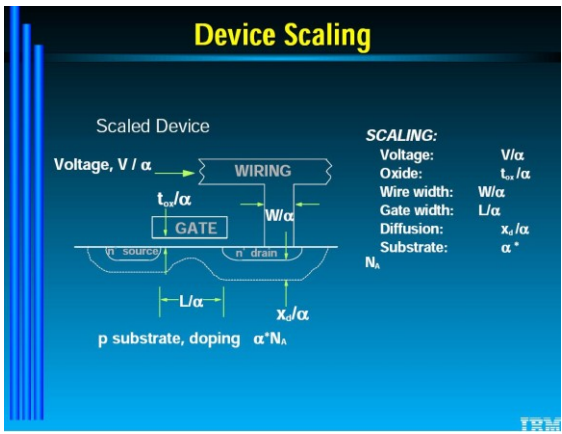 Device Scaling
Scaled Device
Voltage, V / α
WIRING
tox/α
W/α
GATE
n+ source
n+ drain
L/α
xd/α
p substrate, doping α*NA
SCALING:
Voltage: V/α
Oxide: tox/α
Wire width: W/α
Gate width: L/α
Diffusion: xd/α
Substrate: α*
NA
IBM